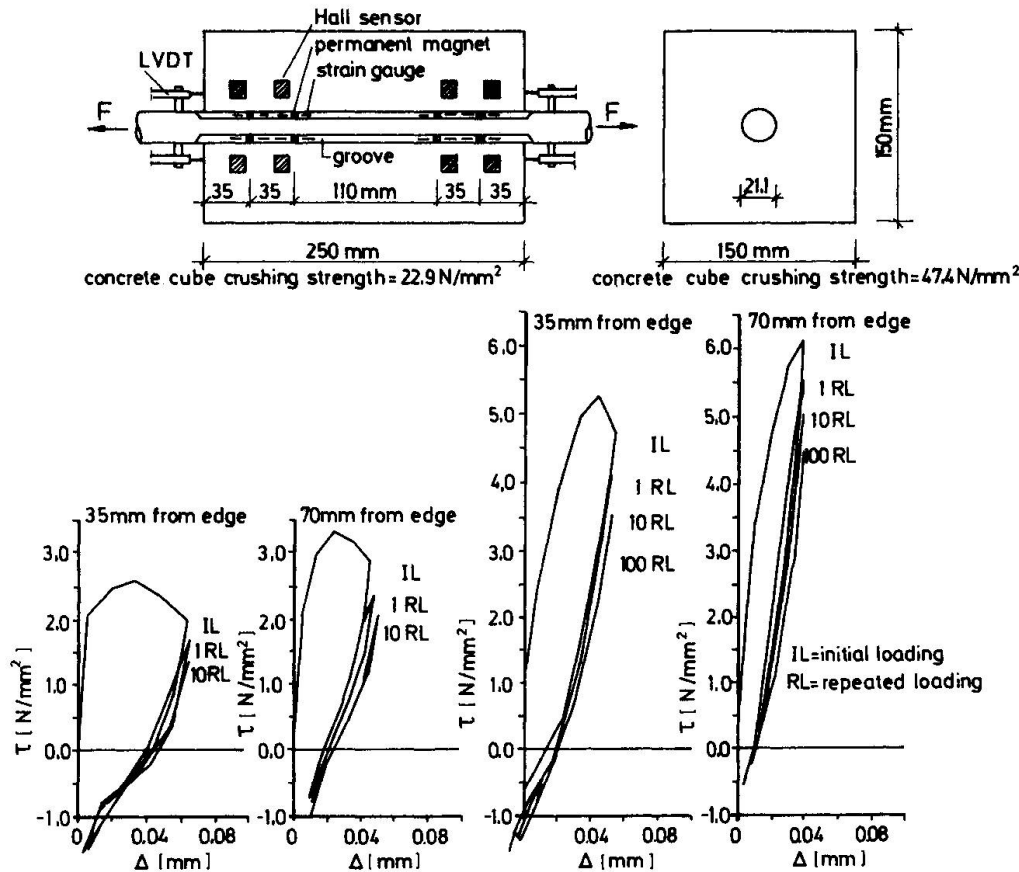 Hall sensor
permanent magnet
LVDT
strain gauge
F
F
groove
35
35
110mm
35
35
250 mm
21.1
150mm
150 mm
concrete cube crushing strength=22.9N/mm²
concrete cube crushing strength=47.4N/mm²
35mm from edge
6.0
5.0
4.0
3.0
2.0
1.0
0.0
-1.0
τ [N/mm²]
IL
1 RL
10 RL
100 RL
0
0.04
0.08
Δ [mm]
70mm from edge
6.0
5.0
4.0
3.0
2.0
1.0
0.0
-1.0
τ [N/mm²]
IL
1 RL
10 RL
100 RL
IL=initial loading
RL=repeated loading
0
0.04
0.08
Δ [mm]
35mm from edge
3.0
2.0
1.0
0.0
-1.0
τ [N/mm²]
IL
1RL
10RL
0
0.04
0.08
Δ [mm]
70mm from edge
3.0
2.0
1.0
0.0
-1.0
τ [N/mm²]
IL
1 RL
10 RL
0
0.04
0.08
Δ [mm]